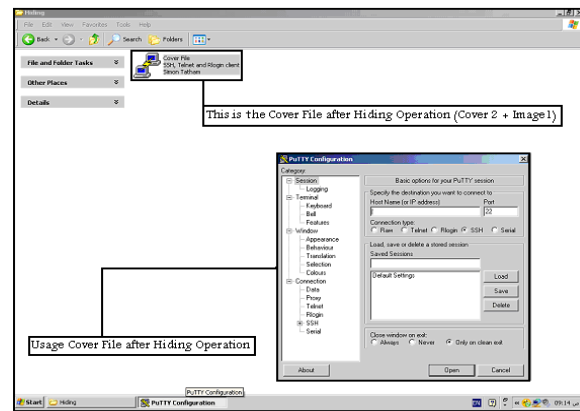 Hiding
File Edit View Favorites Tools Help
Back Search Folders
File and Folder Tasks
Other Places
Details
Cover File
SSH, Telnet and Rlogin client
Simon Tatham
This is the Cover File after Hiding Operation (Cover 2 + Image1)
PuTTY Configuration
Category:
Session
Logging
Terminal
Keyboard
Bell
Features
Window
Appearance
Behaviour
Translation
Selection
Colours
Connection
Data
Proxy
Telnet
Rlogin
SSH
Serial
Basic options for your PuTTY session
Specify the destination you want to connect to
Host Name (or IP address) Port
22
Connection type:
Raw Telnet Rlogin SSH Serial
Load, save or delete a stored session
Saved Sessions
Default Settings
Load
Save
Delete
Close window on exit:
Always Never Only on clean exit
About Open Cancel
Usage Cover File after Hiding Operation
PuTTY Configuration
Start Hiding PuTTY Configuration 09:14